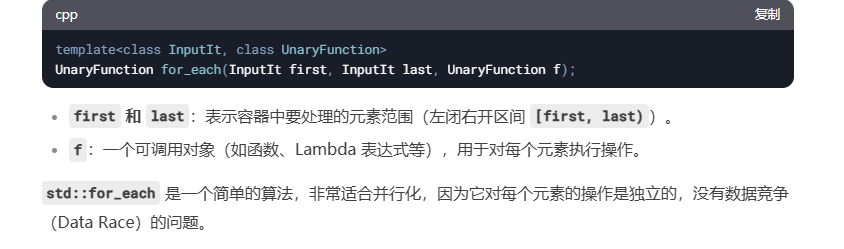 cpp
复制
template<class InputIt, class UnaryFunction>
UnaryFunction for_each(InputIt first, InputIt last, UnaryFunction f);
first 和 last：表示容器中要处理的元素范围（左闭右开区间 [first, last)）。
f：一个可调用对象（如函数、Lambda 表达式等），用于对每个元素执行操作。
std::for_each 是一个简单的算法，非常适合并行化，因为它对每个元素的操作是独立的，没有数据竞争
（Data Race）的问题。